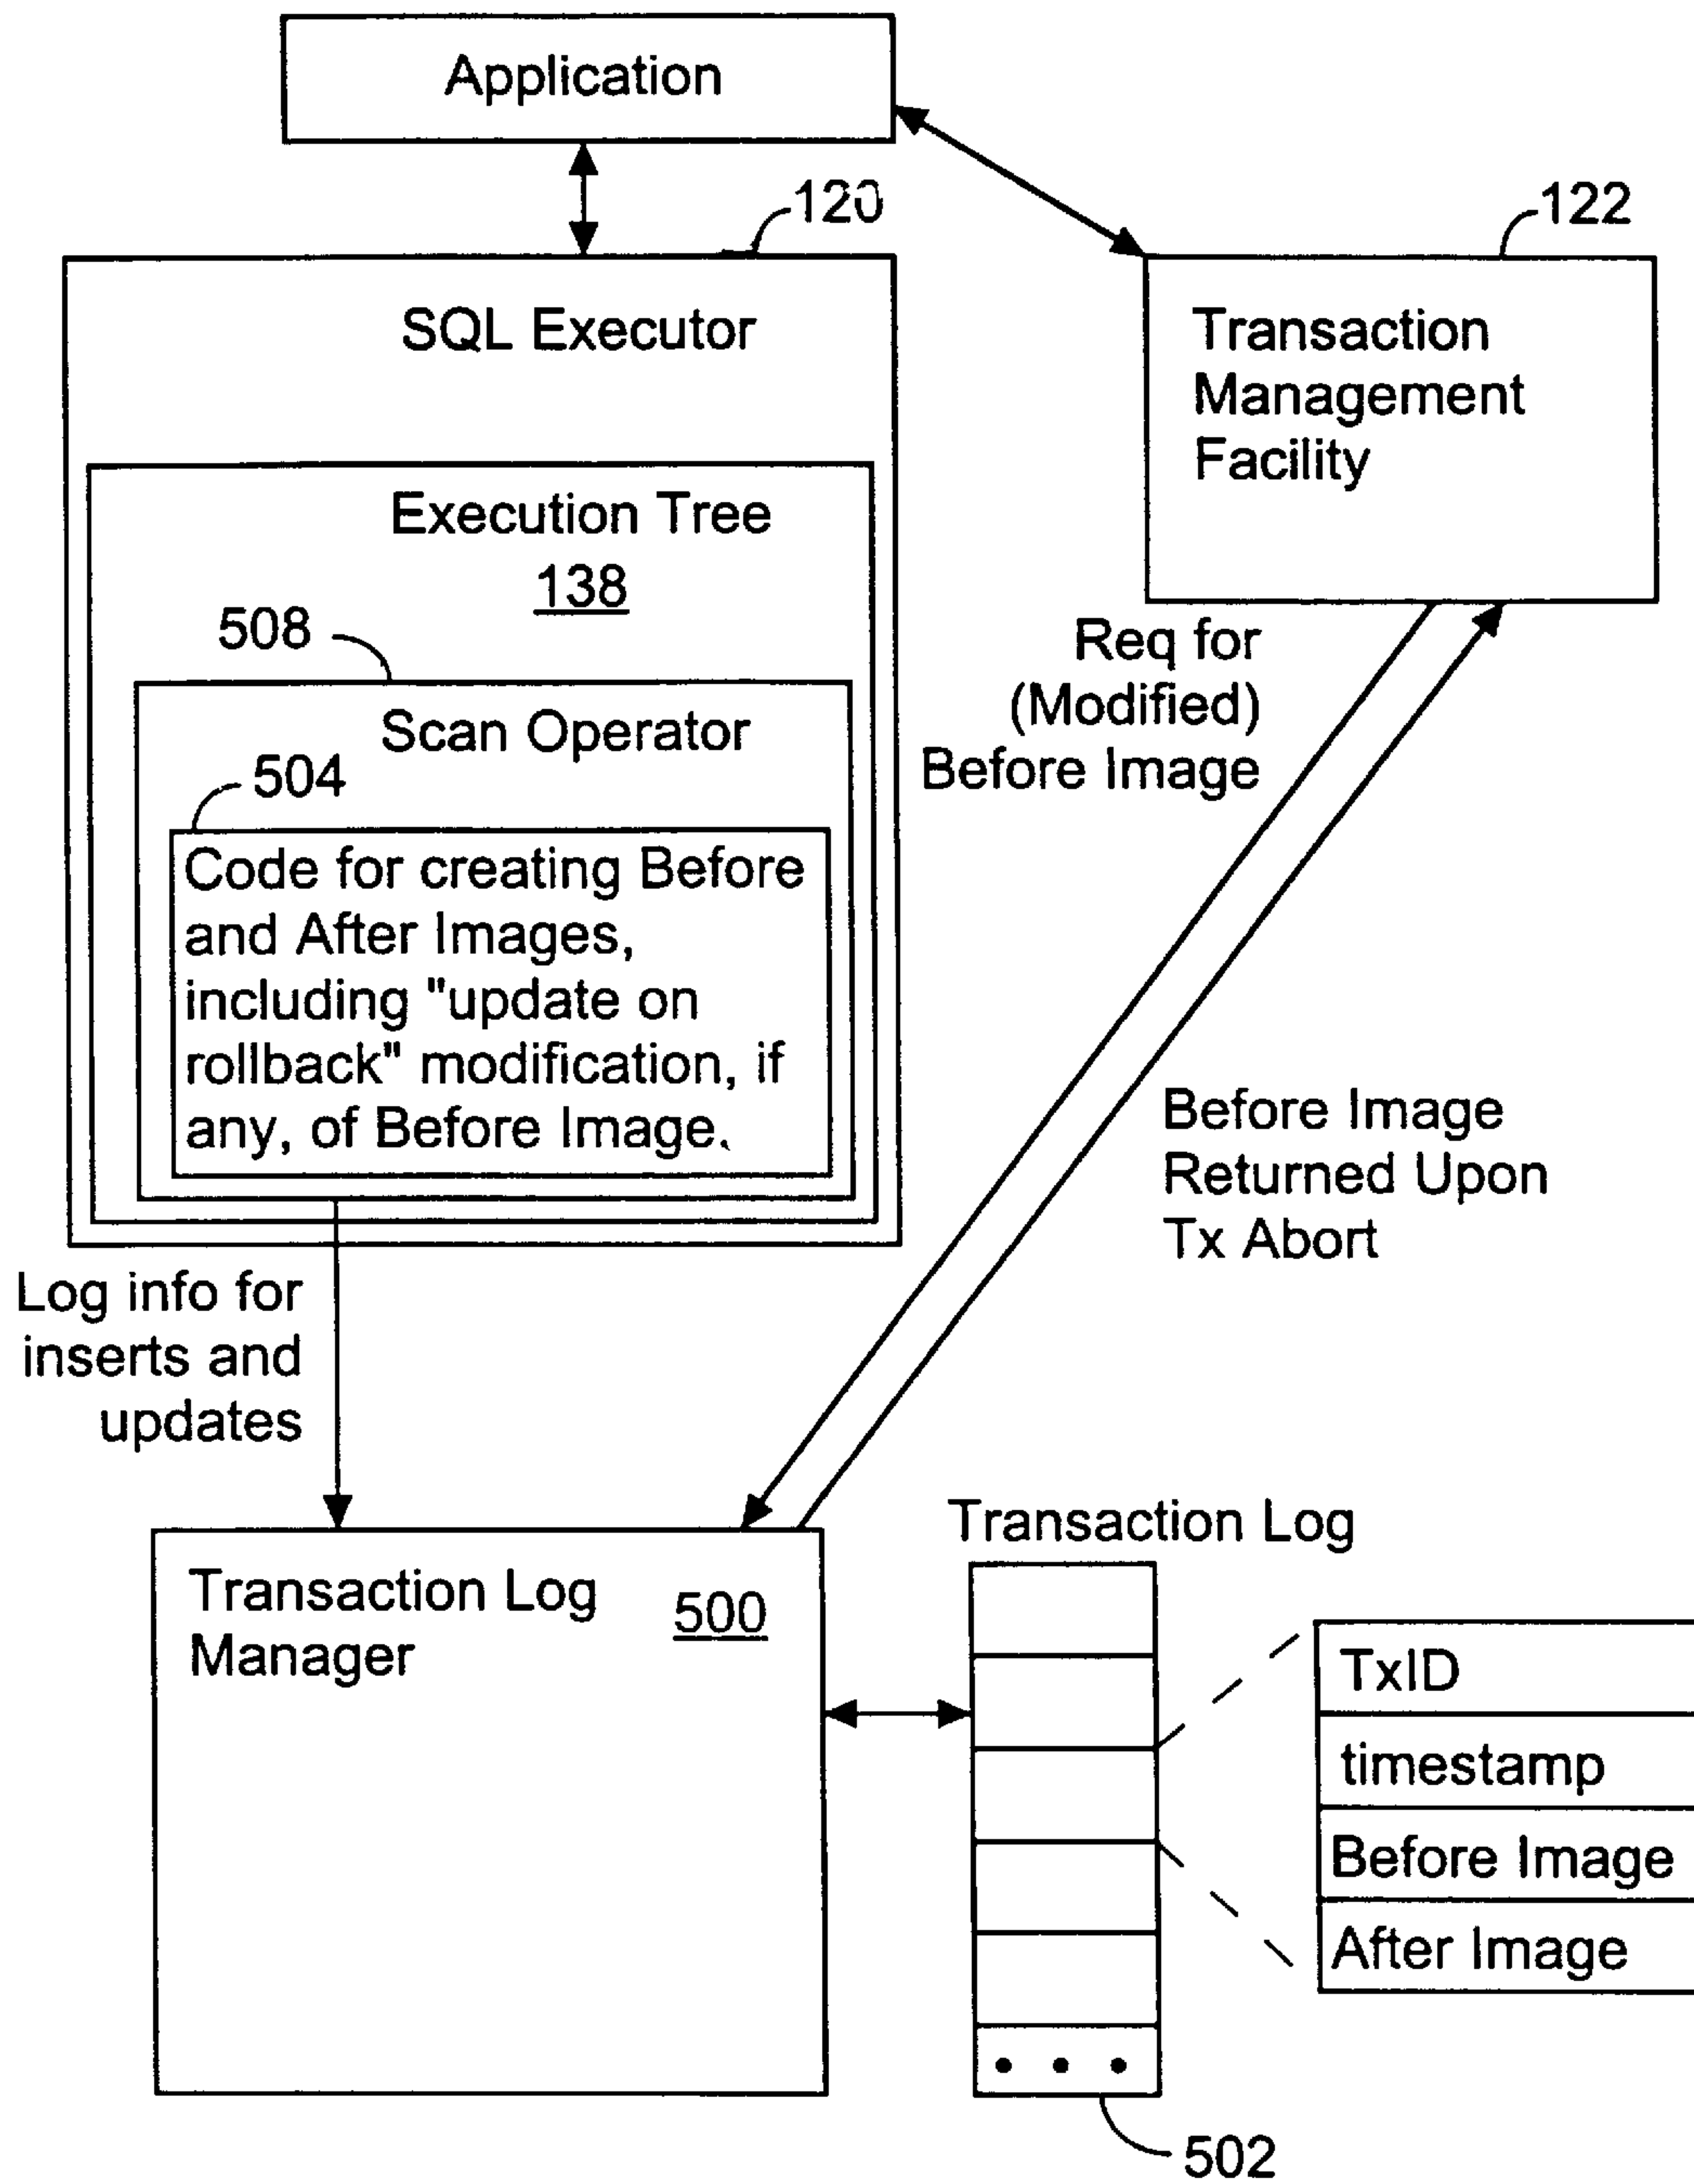 Application
120
122
SQL Executor
Transaction
Management
Facility
Execution Tree
138
508
Scan Operator
504
Code for creating Before
and After Images,
including "update on
rollback" modification, if
any, of Before Image.
Req for
(Modified)
Before Image
Before Image
Returned Upon
Tx Abort
Log info for
inserts and
updates
Transaction Log
Manager
500
Transaction Log
TxID
timestamp
Before Image
After Image
• • •
502